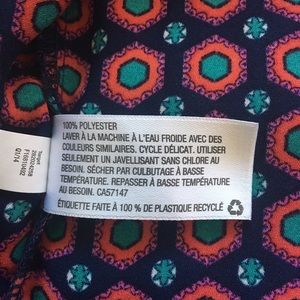 100% POLYESTER
LAVER À LA MACHINE À L'EAU FROIDE AVEC DES
COULEURS SIMILAIRES. CYCLE DÉLICAT. UTILISER
SEULEMENT UN JAVELLISANT SANS CHLORE AU
BESOIN. SÉCHER PAR CULBUTAGE À BASSE
TEMPÉRATURE. REPASSER À BASSE TEMPÉRATURE
AU BESOIN. CA57147
ÉTIQUETTE FAITE À 100 % DE PLASTIQUE RECYCLÉ
Target